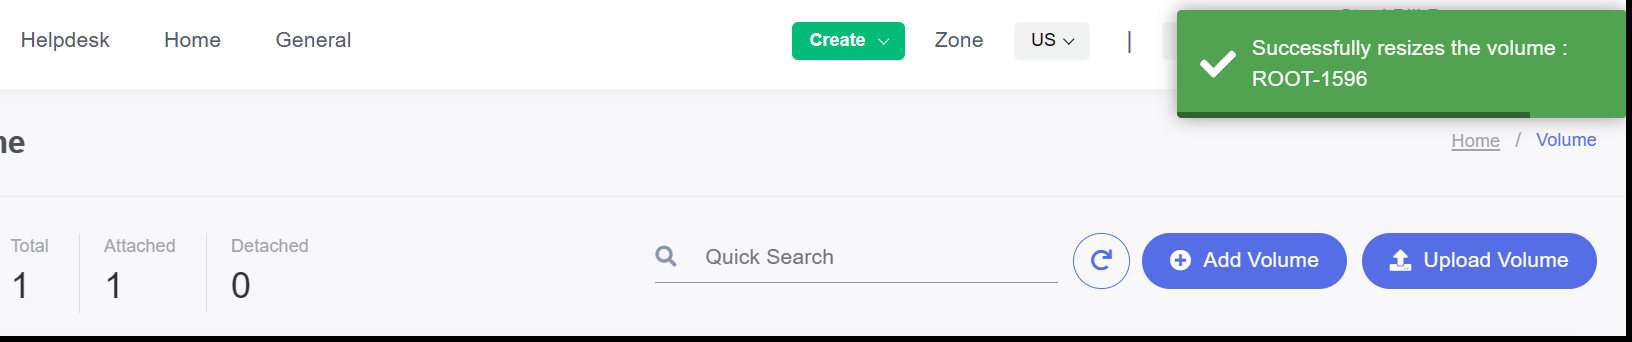 Helpdesk Home General Create Zone US |
Successfully resizes the volume :
ROOT-1596
Home / Volume
Total Attached Detached
1 1 0
Quick Search Add Volume Upload Volume